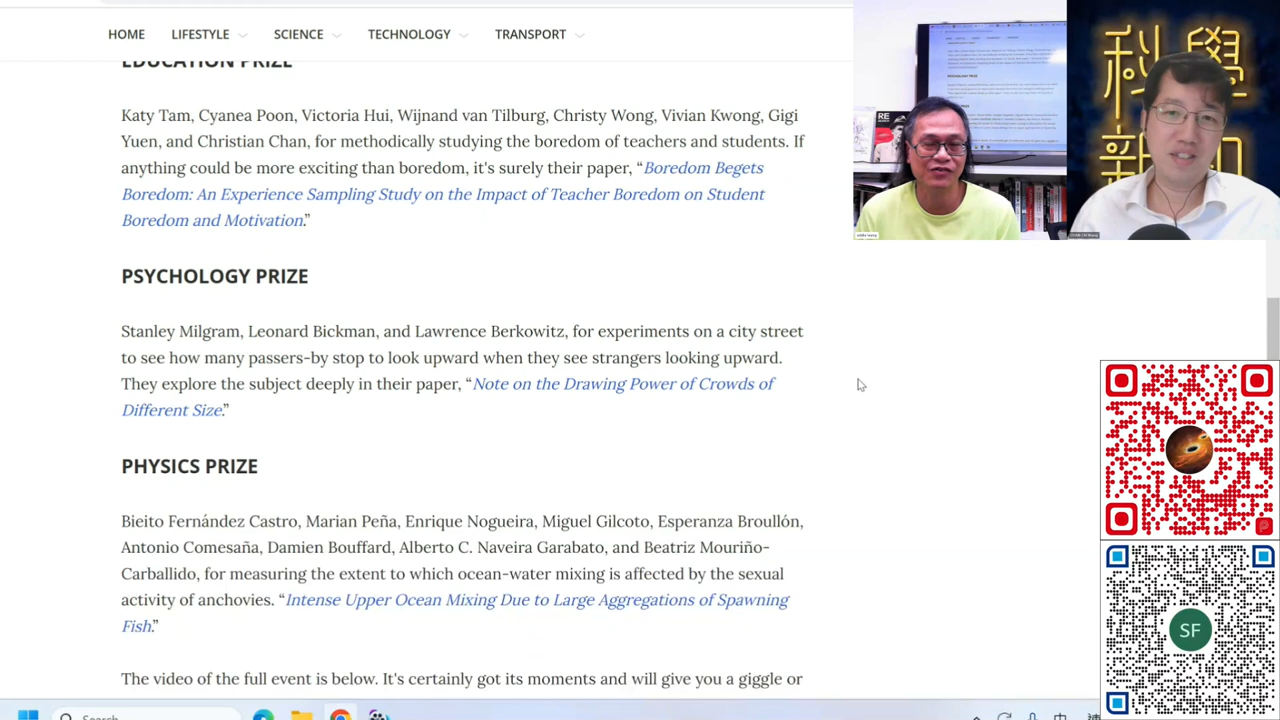 HOME LIFESTYLE SCIENCE TECHNOLOGY TRANSPORT
EDUCATION PRIZE
Katy Tam, Cyanea Poon, Victoria Hui, Wijnand van Tilburg, Christy Wong, Vivian Kwong, Gigi
Yuen, and Christian methodically studying the boredom of teachers and students. If
anything could be more exciting than boredom, it's surely their paper, “Boredom Begets
Boredom: An Experience Sampling Study on the Impact of Teacher Boredom on Student
Boredom and Motivation.”
PSYCHOLOGY PRIZE
Stanley Milgram, Leonard Bickman, and Lawrence Berkowitz, for experiments on a city street
to see how many passers-by stop to look upward when they see strangers looking upward.
They explore the subject deeply in their paper, “Note on the Drawing Power of Crowds of
Different Size.”
PHYSICS PRIZE
Bieito Fernández Castro, Marian Peña, Enrique Nogueira, Miguel Gilcoto, Esperanza Broullón,
Antonio Comesaña, Damien Bouffard, Alberto C. Naveira Garabato, and Beatriz Mouriño-
Carballido, for measuring the extent to which ocean-water mixing is affected by the sexual
activity of anchovies. “Intense Upper Ocean Mixing Due to Large Aggregations of Spawning
Fish.”
The video of the full event is below. It's certainly got its moments and will give you a giggle or
Search
科學
新知
PSYCHOLOGY PRIZE
RE
SF